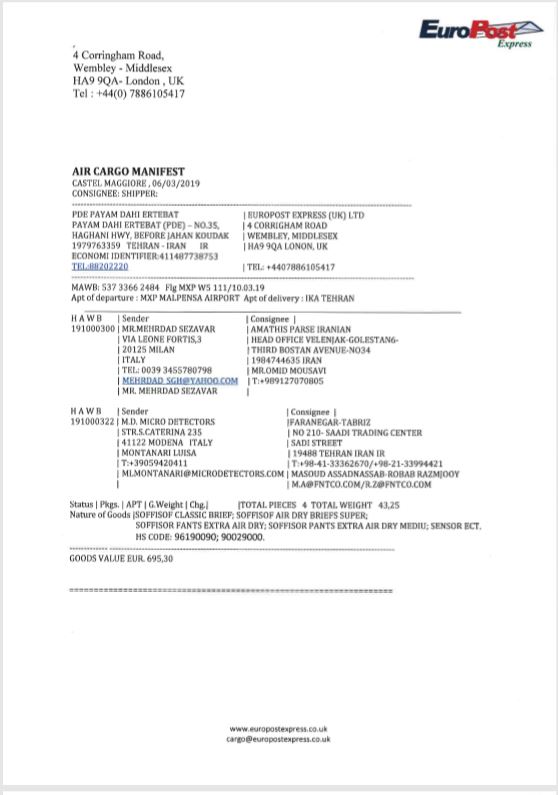 EuroPost
Express
4 Corringham Road,
Wembley - Middlesex
HA9 9QA- London , UK
Tel : +44(0) 7886105417
AIR CARGO MANIFEST
CASTEL MAGGIORE , 06/03/2019
CONSIGNEE: SHIPPER:
PDE PAYAM DAHI ERTEBAT | EUROPOST EXPRESS (UK) LTD
PAYAM DAHI ERTEBAT (PDE) – NO.35, | 4 CORRIGHAM ROAD
HAGHANI HWY, BEFORE JAHAN KOUDAK | WEMBLEY, MIDDLESEX
1979763359 TEHRAN - IRAN IR | HA9 9QA LONON, UK
ECONOMI IDENTIFIER:411487738753
TEL:88202220 | TEL: +4407886105417
MAWB: 537 3366 2484 Flg MXP W5 111/10.03.19
Apt of departure : MXP MALPENSA AIRPORT Apt of delivery : IKA TEHRAN
H A W B | Sender | Consignee |
191000300 | MR.MEHRDAD SEZAVAR | AMATHIS PARSE IRANIAN
| VIA LEONE FORTIS,3 | HEAD OFFICE VELENJAK-GOLESTANG-
| 20125 MILAN | THIRD BOSTAN AVENUE-NO34
| ITALY | 1984744635 IRAN
| TEL: 0039 3455780798 | MR.OMID MOUSAVI
| MEHRDAD_SGH@YAHOO.COM | T:+989127070805
| MR. MEHRDAD SEZAVAR |
H A W B | Sender | Consignee |
191000322 | M.D. MICRO DETECTORS |FARANEGAR-TABRIZ
| STR.S.CATERINA 235 | NO 210- SAADI TRADING CENTER
| 41122 MODENA ITALY | SADI STREET
| MONTANARI LUISA | 19488 TEHRAN IRAN IR
| T:+39059420411 | T:+98-41-33362670/+98-21-33994421
| MLMONTANARI@MICRODETECTORS.COM | MASOUD ASSADNASSAB-ROBAB RAZMJOOY
| | M.A@FNTCO.COM/R.Z@FNTCO.COM
Status | Pkgs. | APT | G.Weight | Chg.| |TOTAL PIECES 4 TOTAL WEIGHT 43,25
Nature of Goods |SOFFISOF CLASSIC BRIEF; SOFFISOF AIR DRY BRIEFS SUPER;
SOFFISOR FANTS EXTRA AIR DRY; SOFFISOR PANTS EXTRA AIR DRY MEDIU; SENSOR ECT.
HS CODE: 96190090; 90029000.
GOODS VALUE EUR. 695,30
www.europostexpress.co.uk
cargo@europostexpress.co.uk